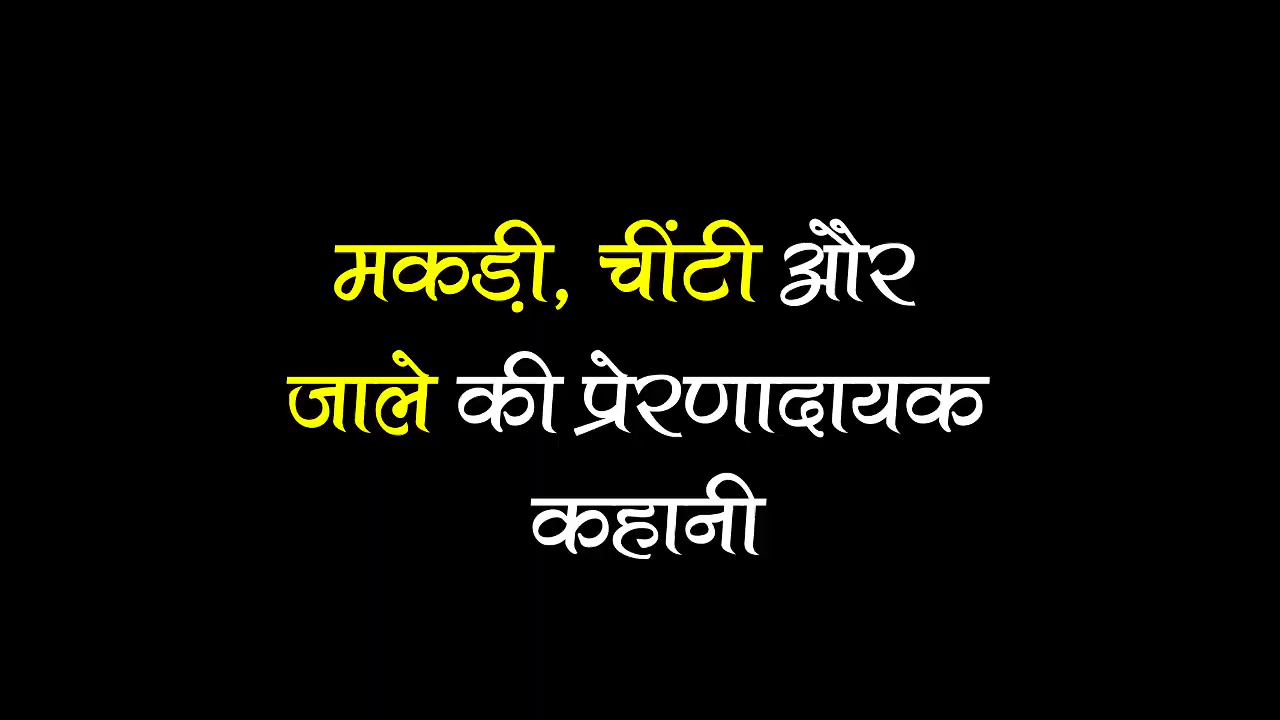 मकड़ी, चींटी और
जाले की प्रेरणादायक
कहानी